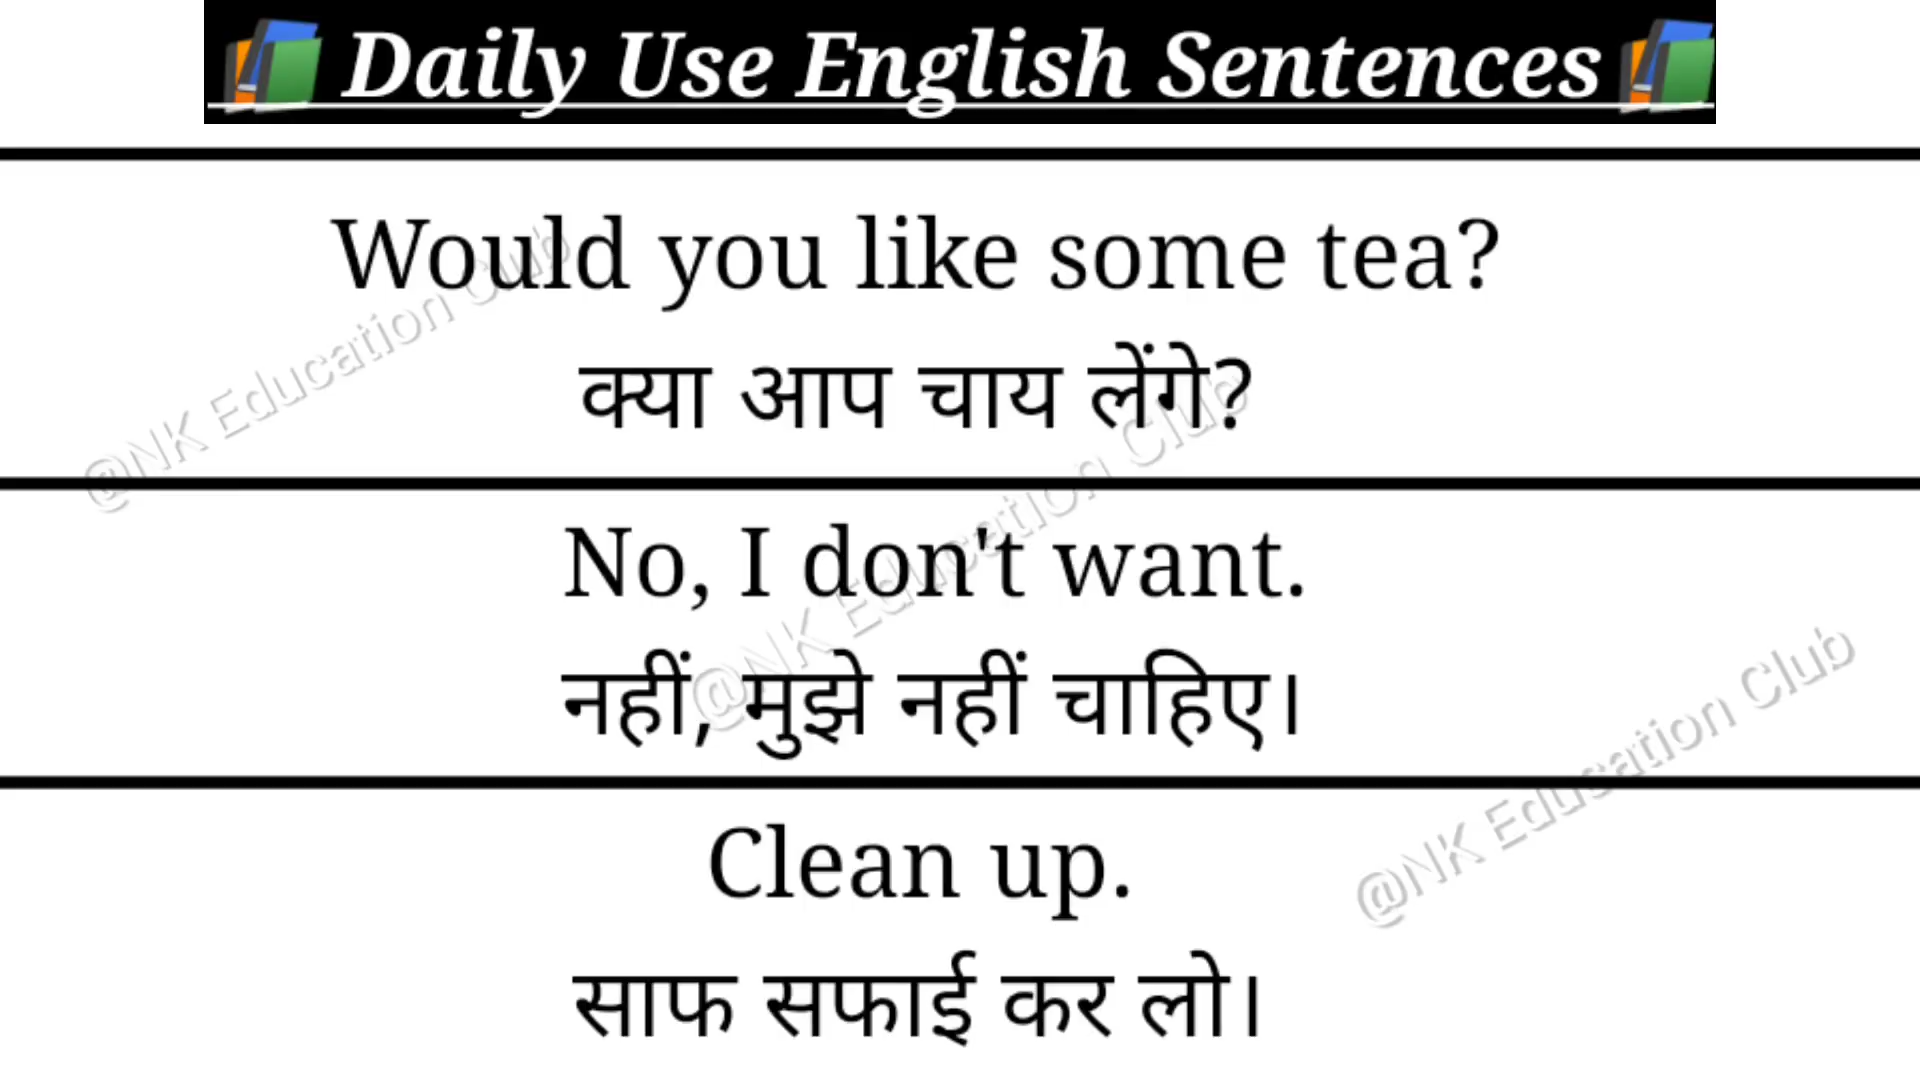 📚 Daily Use English Sentences 📚
Would you like some tea?
क्या आप चाय लेंगे?
No, I don't want.
नहीं, मुझे नहीं चाहिए।
Clean up.
साफ सफाई कर लो।
@NK Education Club
@NK Education Club
@NK Education Club